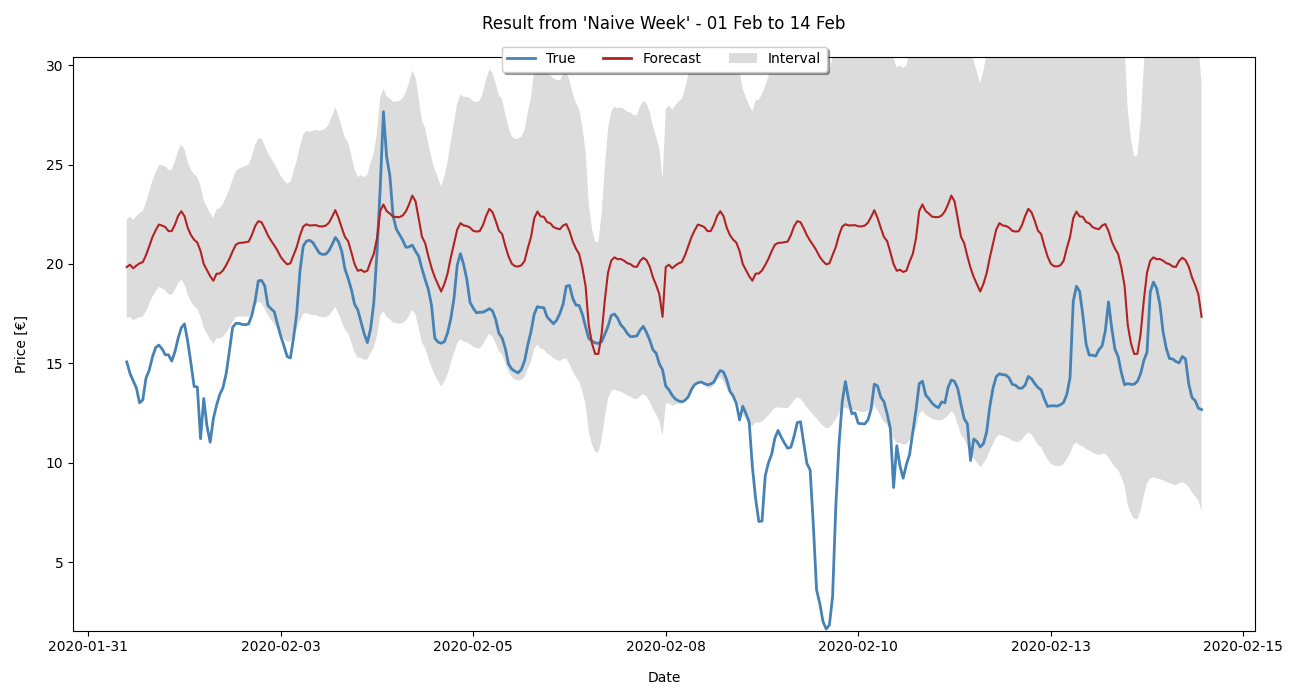 Result from 'Naive Week' - 01 Feb to 14 Feb
True Forecast Interval
30
25
20
15
10
5
Price [€]
2020-01-31 2020-02-03 2020-02-05 2020-02-08 2020-02-10 2020-02-13 2020-02-15
Date